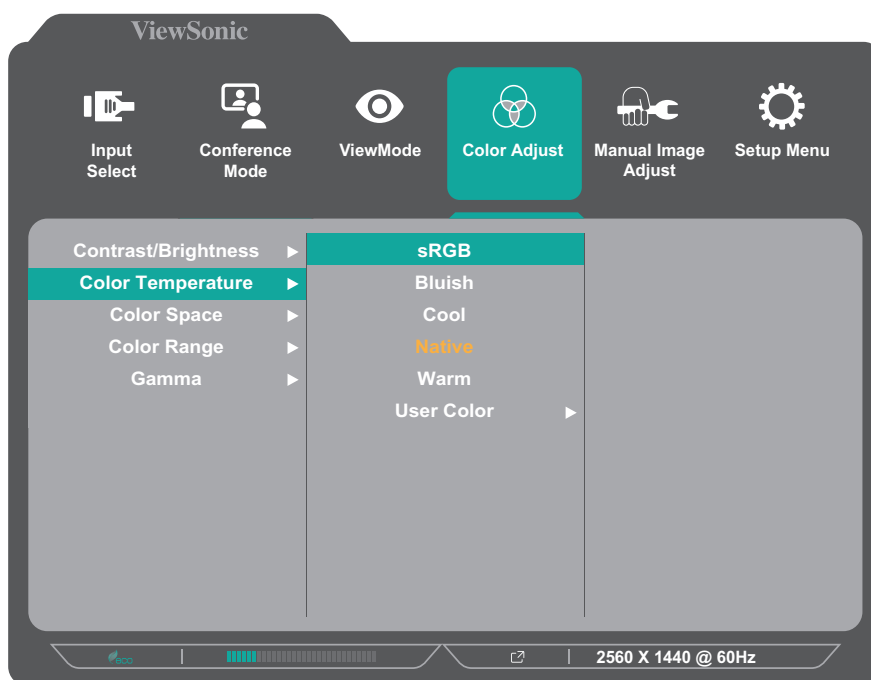 ViewSonic
Input
Select
Conference
Mode
ViewMode
Color Adjust
Manual Image
Adjust
Setup Menu
Contrast/Brightness
Color Temperature
Color Space
Color Range
Gamma
sRGB
Bluish
Cool
Native
Warm
User Color
eco
2560 X 1440 @ 60Hz